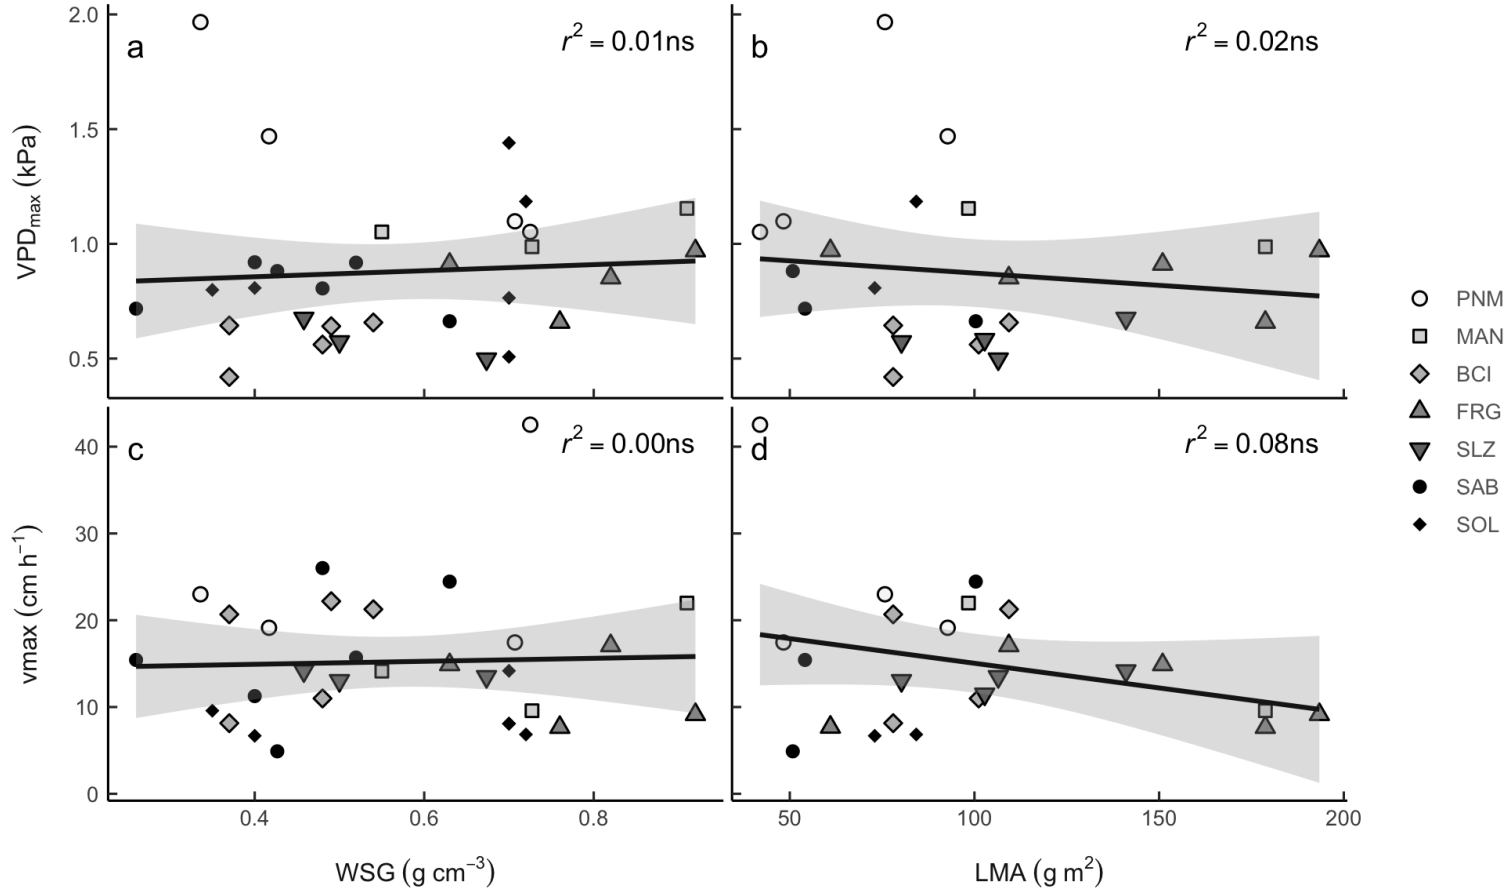 a
r² = 0.01ns
b
r² = 0.02ns
VPDmax (kPa)
2.0
1.5
1.0
0.5
c
r² = 0.00ns
d
r² = 0.08ns
vmax (cm h⁻¹)
40
30
20
10
0
0.4 0.6 0.8
50 100 150 200
WSG (g cm⁻³)
LMA (g m²)
PNM
MAN
BCI
FRG
SLZ
SAB
SOL